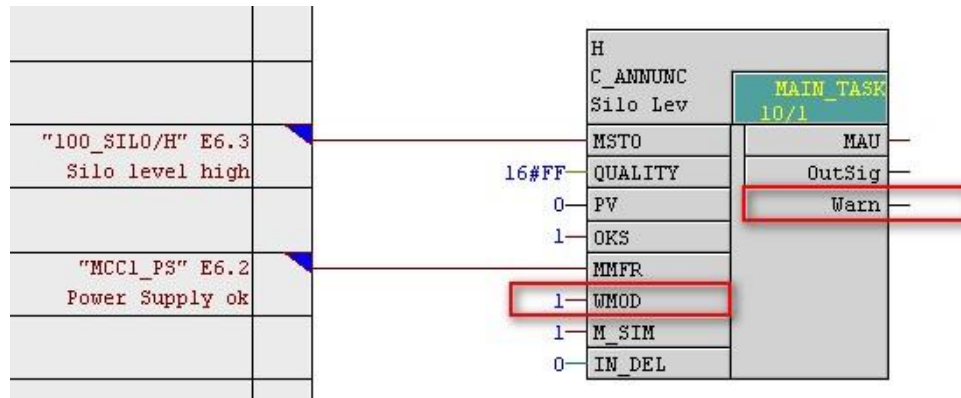 H
C_ANNUNC
Silo Lev
MAIN_TASK
10/1
"100_SILO/H" E6.3
Silo level high
MSTO
MAU
16#FF
QUALITY
OutSig
0
PV
Warn
1
OKS
"MCC1_PS" E6.2
Power Supply ok
MMFR
1
WMOD
1
M_SIM
0
IN_DEL